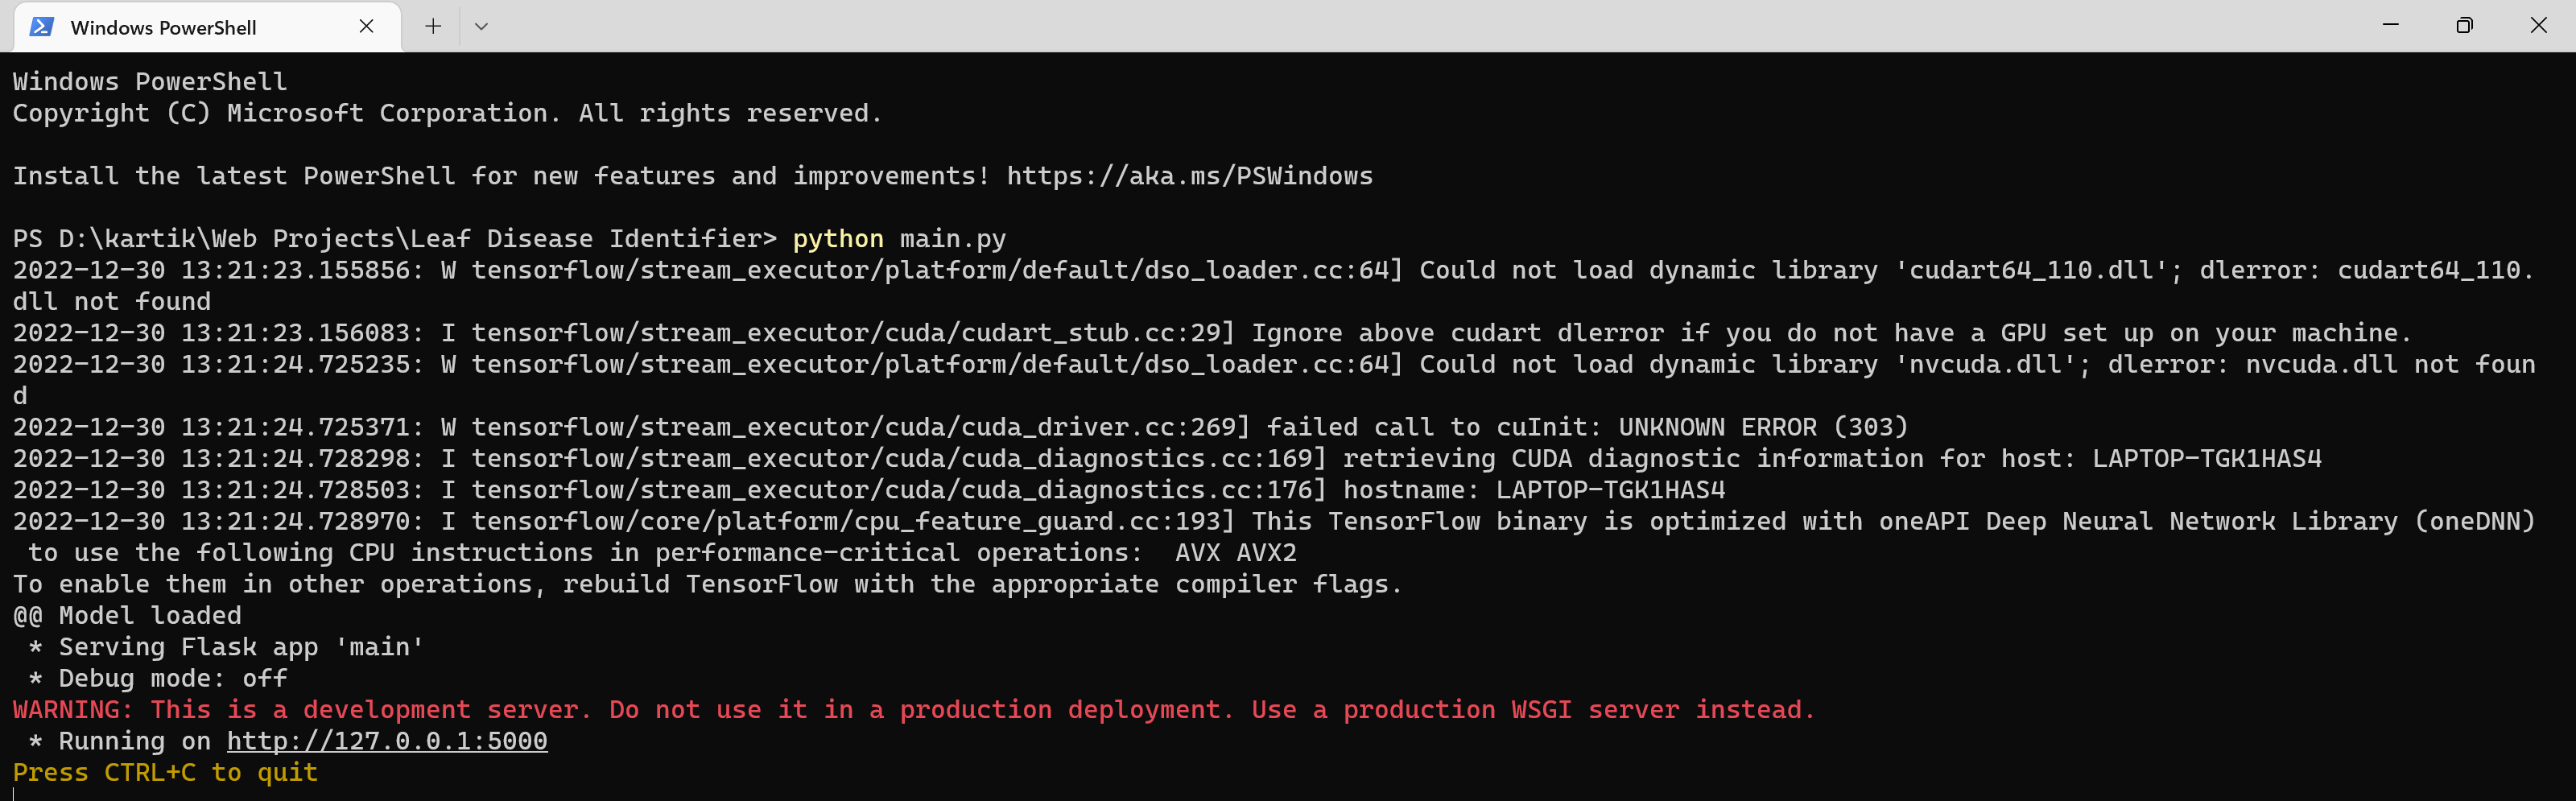 Windows PowerShell
Windows PowerShell
Copyright (C) Microsoft Corporation. All rights reserved.
Install the latest PowerShell for new features and improvements! https://aka.ms/PSWindows
PS D:\kartik\Web Projects\Leaf Disease Identifier> python main.py
2022-12-30 13:21:23.155856: W tensorflow/stream_executor/platform/default/dso_loader.cc:64] Could not load dynamic library 'cudart64_110.dll'; dlerror: cudart64_110.
dll not found
2022-12-30 13:21:23.156083: I tensorflow/stream_executor/cuda/cudart_stub.cc:29] Ignore above cudart dlerror if you do not have a GPU set up on your machine.
2022-12-30 13:21:24.725235: W tensorflow/stream_executor/platform/default/dso_loader.cc:64] Could not load dynamic library 'nvcuda.dll'; dlerror: nvcuda.dll not foun
d
2022-12-30 13:21:24.725371: W tensorflow/stream_executor/cuda/cuda_driver.cc:269] failed call to cuInit: UNKNOWN ERROR (303)
2022-12-30 13:21:24.728298: I tensorflow/stream_executor/cuda/cuda_diagnostics.cc:169] retrieving CUDA diagnostic information for host: LAPTOP-TGK1HAS4
2022-12-30 13:21:24.728503: I tensorflow/stream_executor/cuda/cuda_diagnostics.cc:176] hostname: LAPTOP-TGK1HAS4
2022-12-30 13:21:24.728970: I tensorflow/core/platform/cpu_feature_guard.cc:193] This TensorFlow binary is optimized with oneAPI Deep Neural Network Library (oneDNN)
 to use the following CPU instructions in performance-critical operations:  AVX AVX2
To enable them in other operations, rebuild TensorFlow with the appropriate compiler flags.
@@ Model loaded
 * Serving Flask app 'main'
 * Debug mode: off
WARNING: This is a development server. Do not use it in a production deployment. Use a production WSGI server instead.
 * Running on http://127.0.0.1:5000
Press CTRL+C to quit